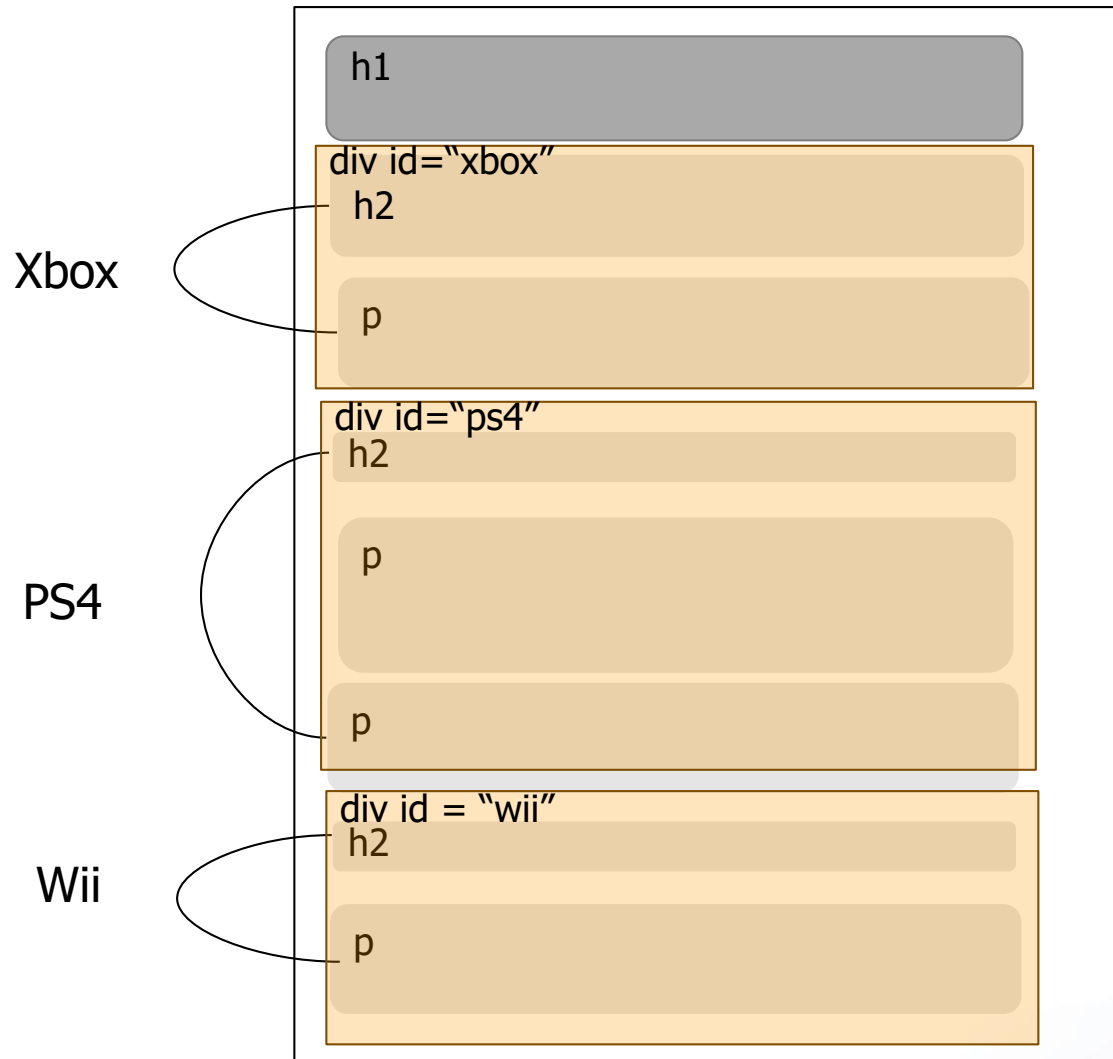 h1
div id=“xbox”
h2
Xbox
p
div id=“ps4”
h2
p
PS4
p
div id = “wii”
h2
Wii
p